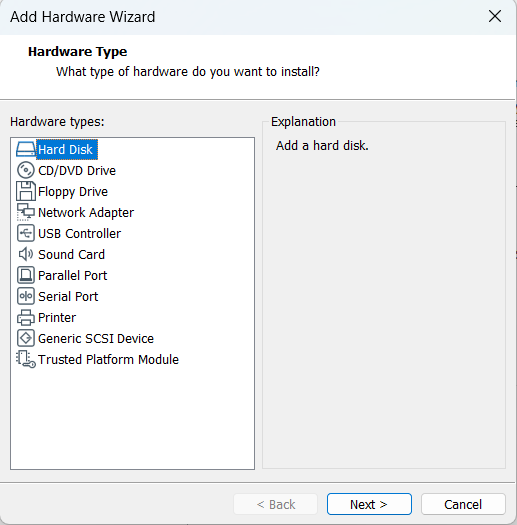 Add Hardware Wizard
Hardware Type
What type of hardware do you want to install?
Hardware types:
Hard Disk
CD/DVD Drive
Floppy Drive
Network Adapter
USB Controller
Sound Card
Parallel Port
Serial Port
Printer
Generic SCSI Device
Trusted Platform Module
Explanation
Add a hard disk.
< Back
Next >
Cancel